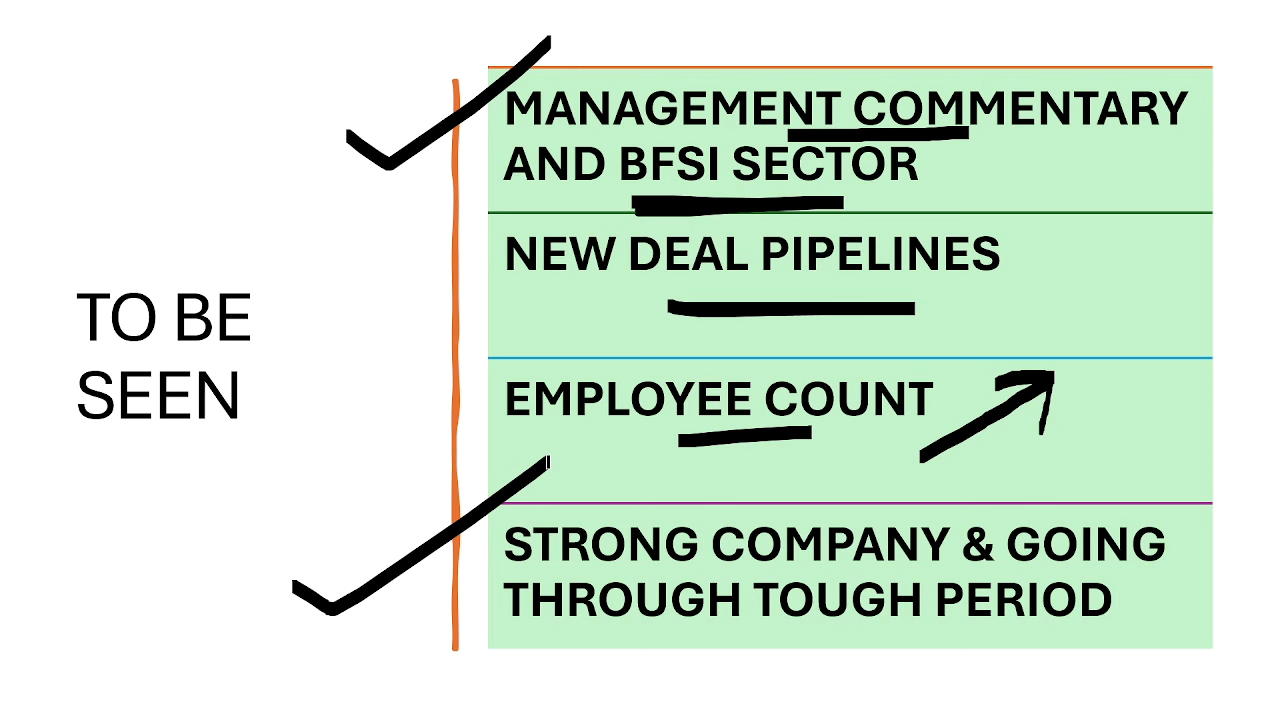 TO BE
SEEN
MANAGEMENT COMMENTARY
AND BFSI SECTOR
NEW DEAL PIPELINES
EMPLOYEE COUNT
STRONG COMPANY & GOING
THROUGH TOUGH PERIOD